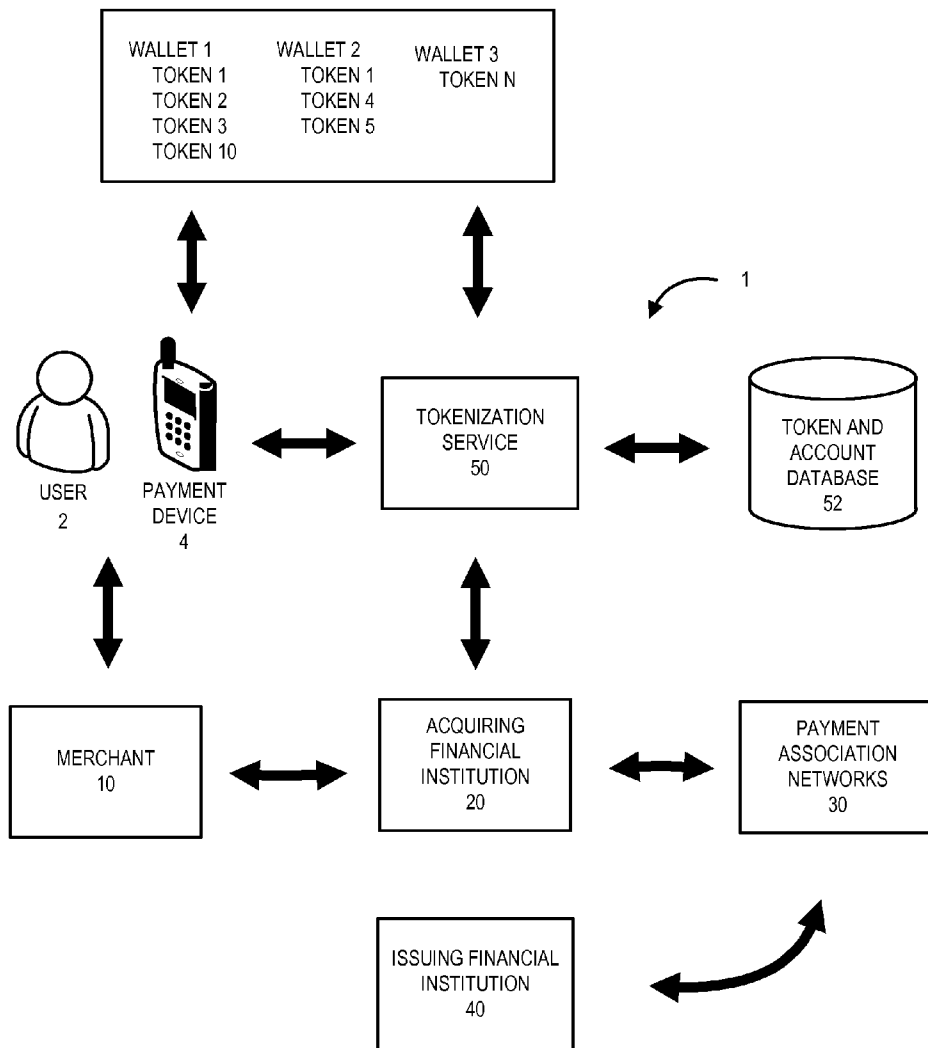 WALLET 1
TOKEN 1
TOKEN 2
TOKEN 3
TOKEN 10
WALLET 2
TOKEN 1
TOKEN 4
TOKEN 5
WALLET 3
TOKEN N
1
USER
2
PAYMENT
DEVICE
4
TOKENIZATION
SERVICE
50
TOKEN AND
ACCOUNT
DATABASE
52
MERCHANT
10
ACQUIRING
FINANCIAL
INSTITUTION
20
PAYMENT
ASSOCIATION
NETWORKS
30
ISSUING FINANCIAL
INSTITUTION
40